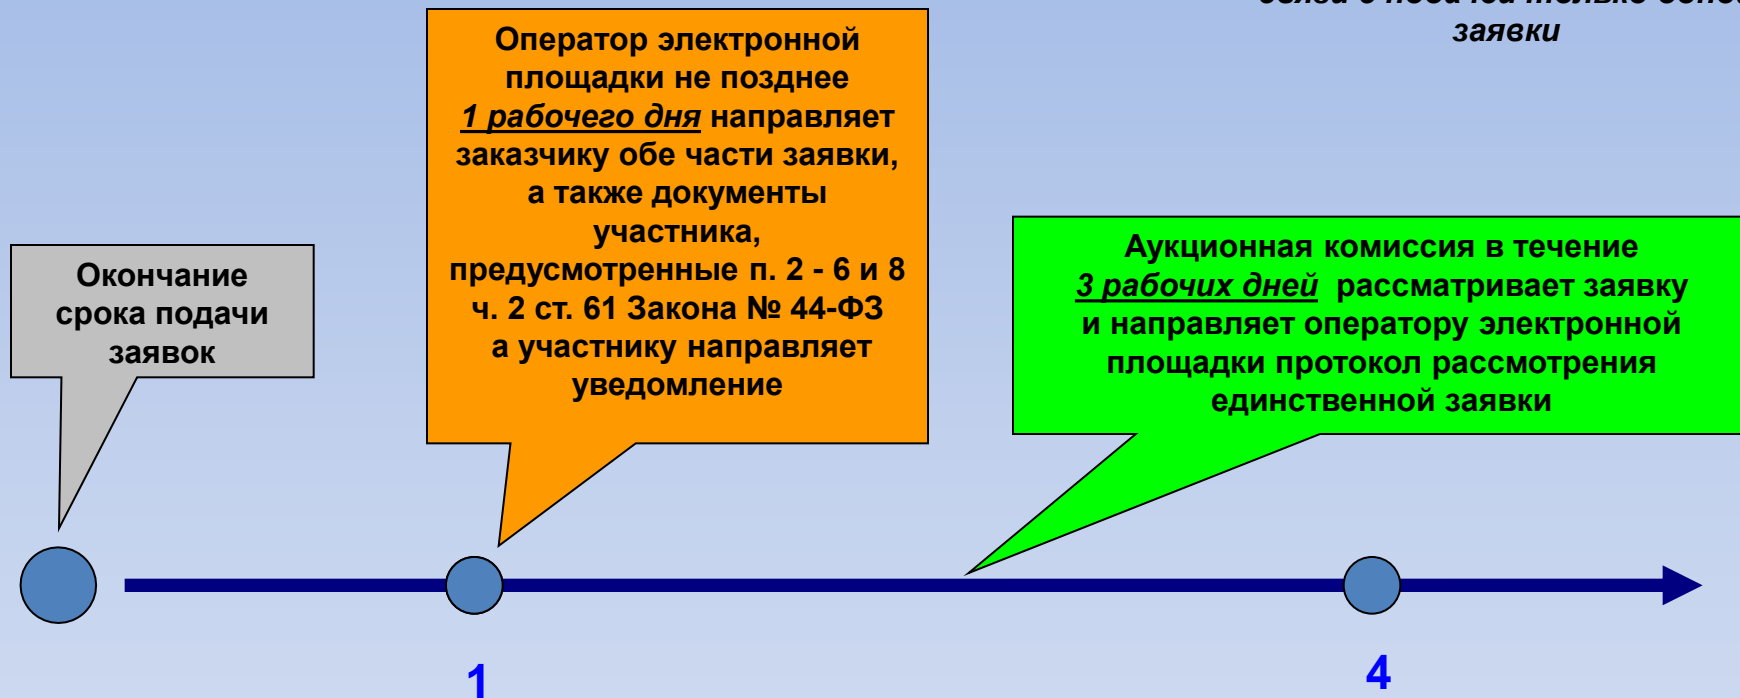 заявки
Оператор электронной
площадки не позднее
1 рабочего дня направляет
заказчику обе части заявки,
а также документы
участника,
предусмотренные п. 2 - 6 и 8
ч. 2 ст. 61 Закона № 44-ФЗ
а участнику направляет
уведомление
Окончание
срока подачи
заявок
Аукционная комиссия в течение
3 рабочих дней рассматривает заявку
и направляет оператору электронной
площадки протокол рассмотрения
единственной заявки
1
4